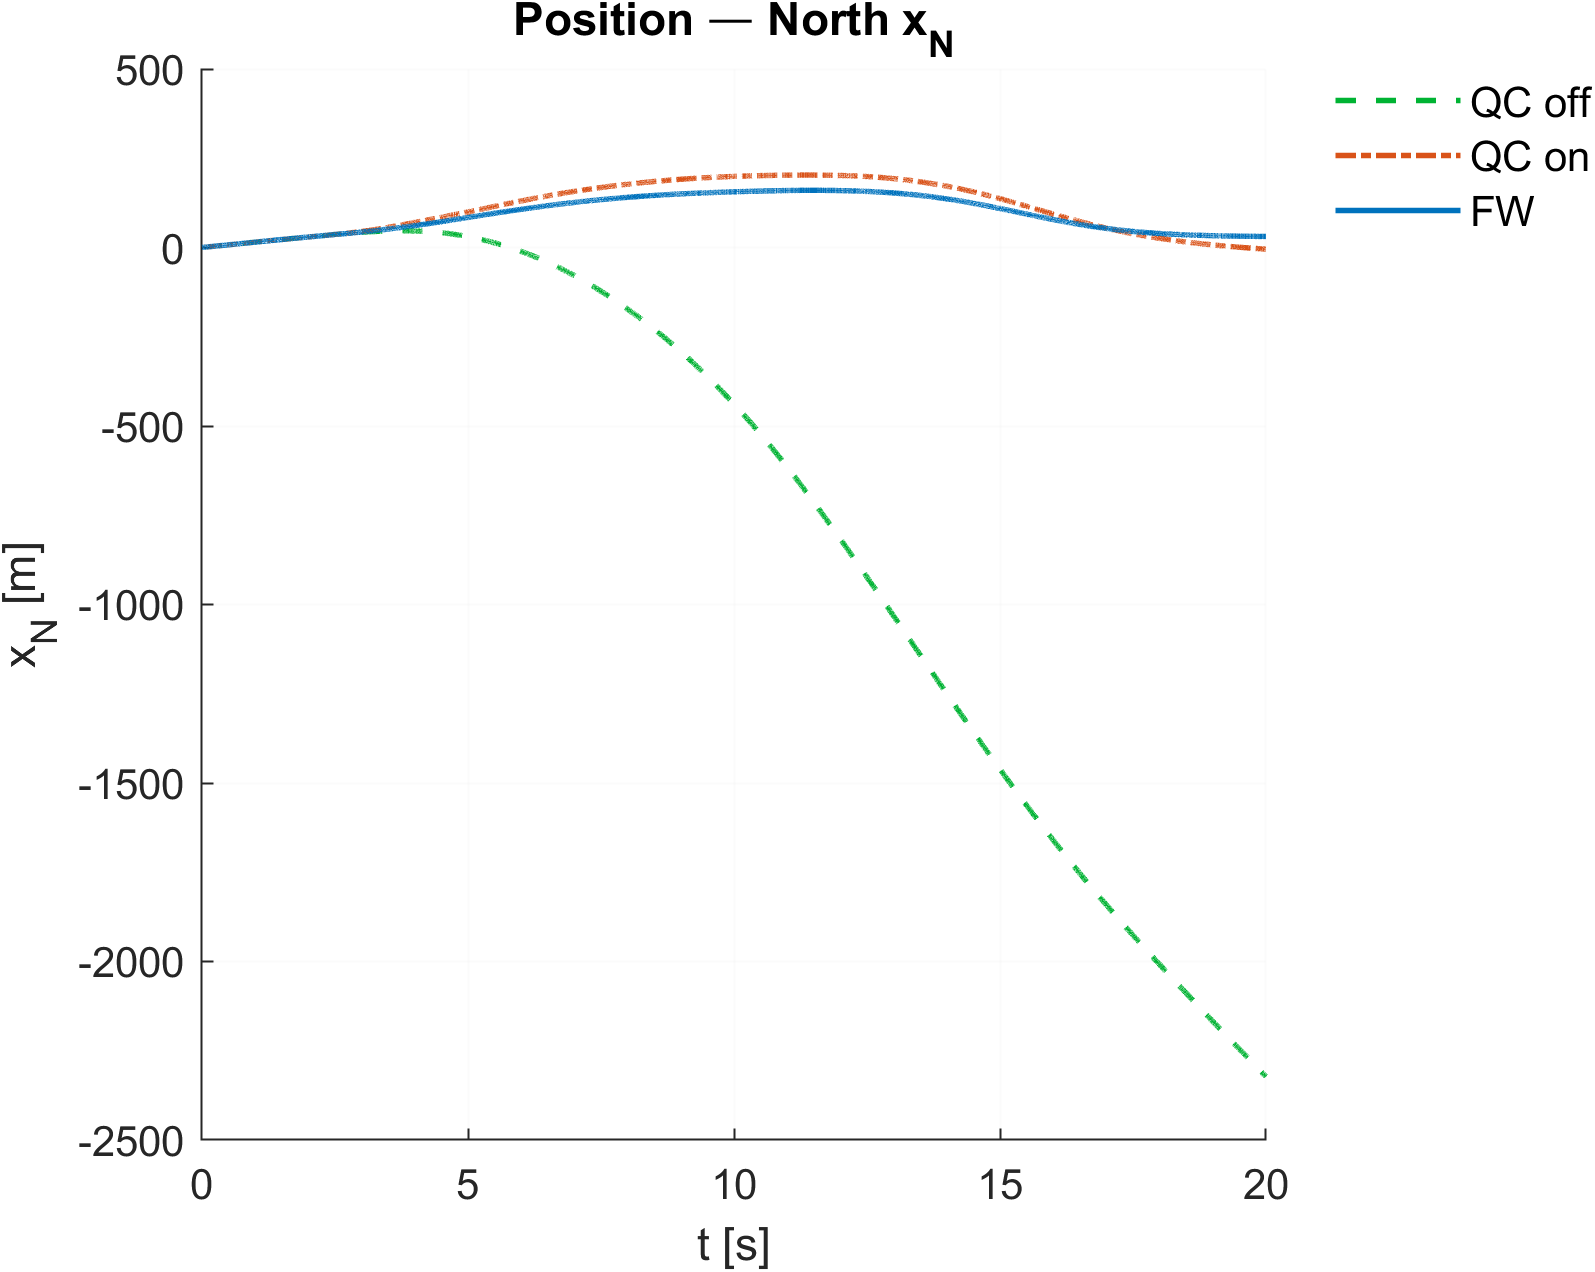 Position — North x_N
500
0
-500
-1000
-1500
-2000
-2500
x_N [m]
0 5 10 15 20
t [s]
QC off
QC on
FW